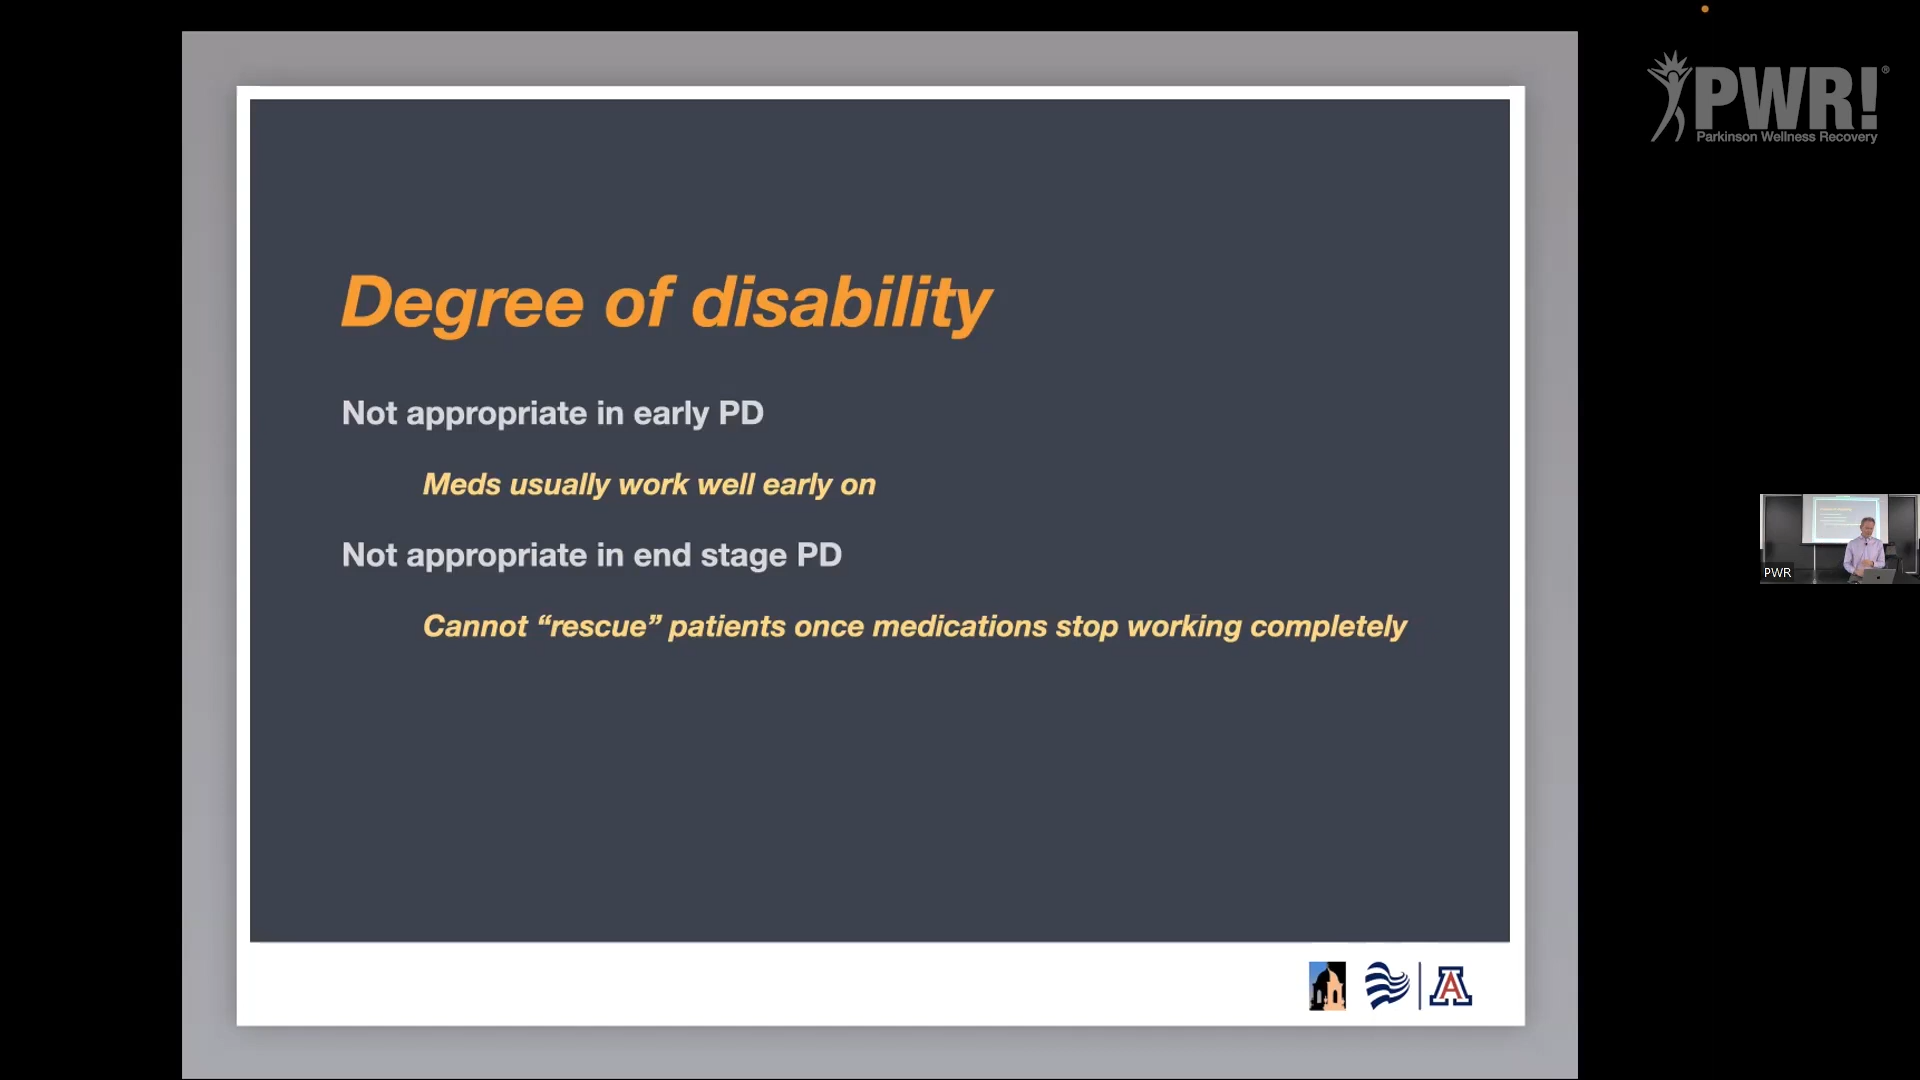 PWR!®
Parkinson Wellness Recovery
Degree of disability
Not appropriate in early PD
Meds usually work well early on
Not appropriate in end stage PD
Cannot “rescue” patients once medications stop working completely
PWR
A